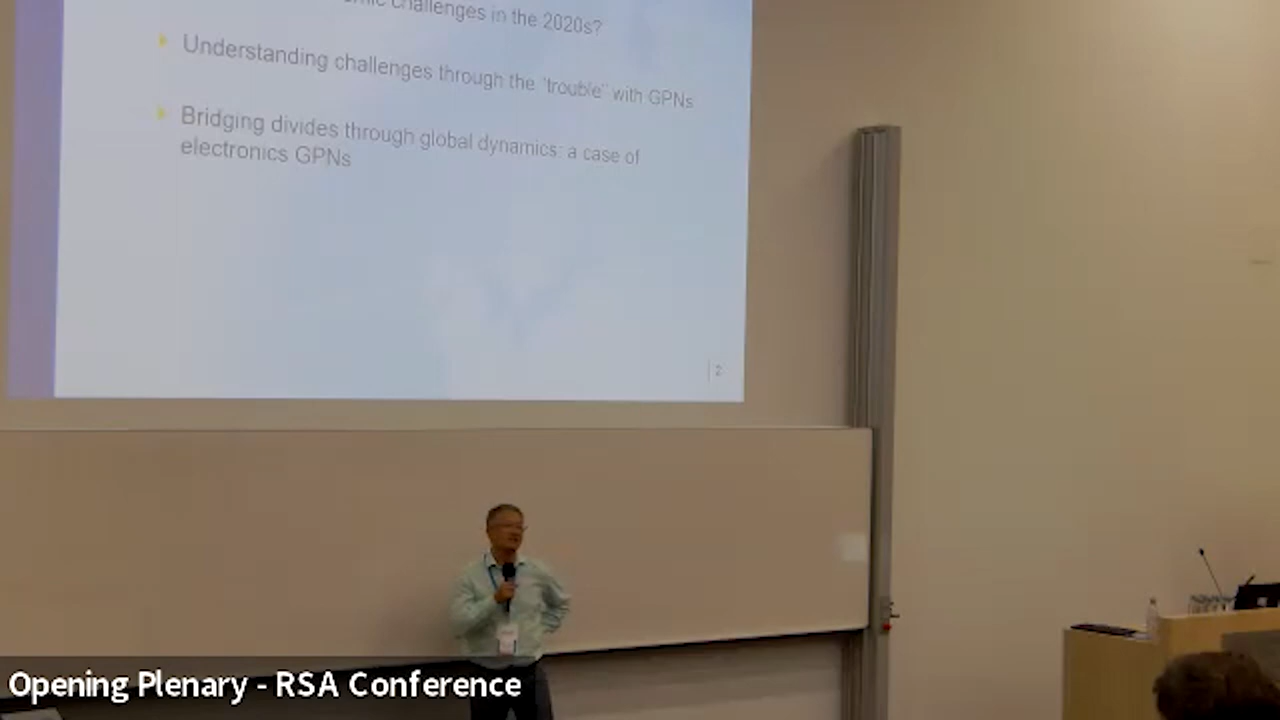 challenges in the 2020s?
Understanding challenges through the 'trouble" with GPNs
Bridging divides through global dynamics: a case of
electronics GPNs
2
Opening Plenary - RSA Conference